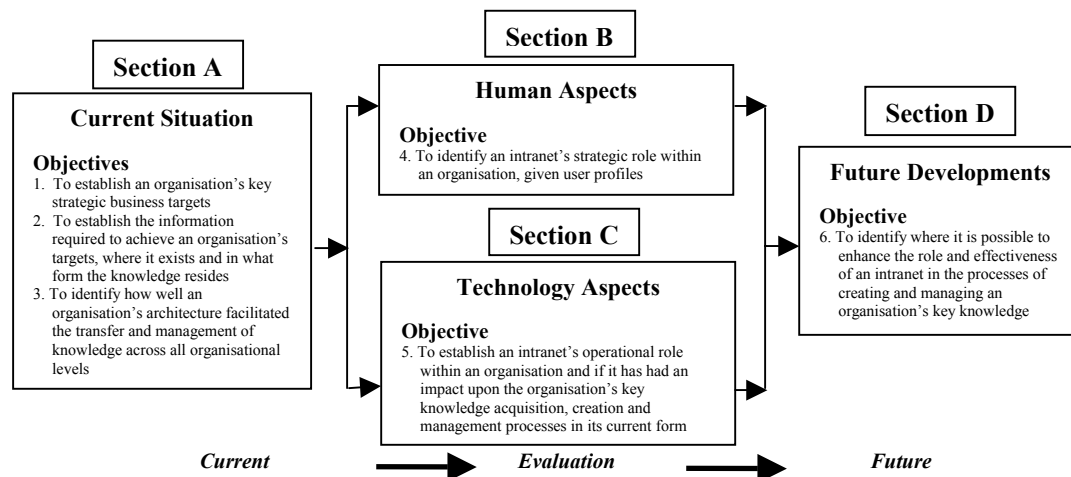 Section A
Current Situation
Objectives
1. To establish an organisation's key
strategic business targets
2. To establish the information
required to achieve an organisation's
targets, where it exists and in what
form the knowledge resides
3. To identify how well an
organisation's architecture facilitated
the transfer and management of
knowledge across all organisational
levels
Section B
Human Aspects
Objective
4. To identify an intranet's strategic role within
an organisation, given user profiles
Section C
Technology Aspects
Objective
5. To establish an intranet's operational role
within an organisation and if it has had an
impact upon the organisation's key
knowledge acquisition, creation and
management processes in its current form
Section D
Future Developments
Objective
6. To identify where it is possible to
enhance the role and effectiveness
of an intranet in the processes of
creating and managing an
organisation's key knowledge
Current Evaluation Future